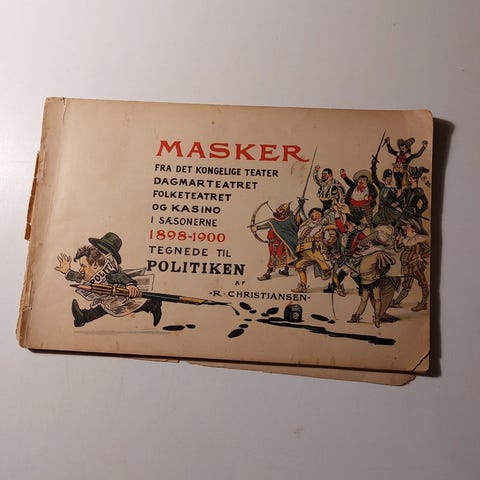 MASKER
FRA DET KONGELIGE TEATER
DAGMARTEATRET
FOLKETEATRET
OG KASINO
I SÆSONERNE
1898-1900
TEGNEDE TIL
POLITIKEN
AF
-R·CHRISTIANSEN-